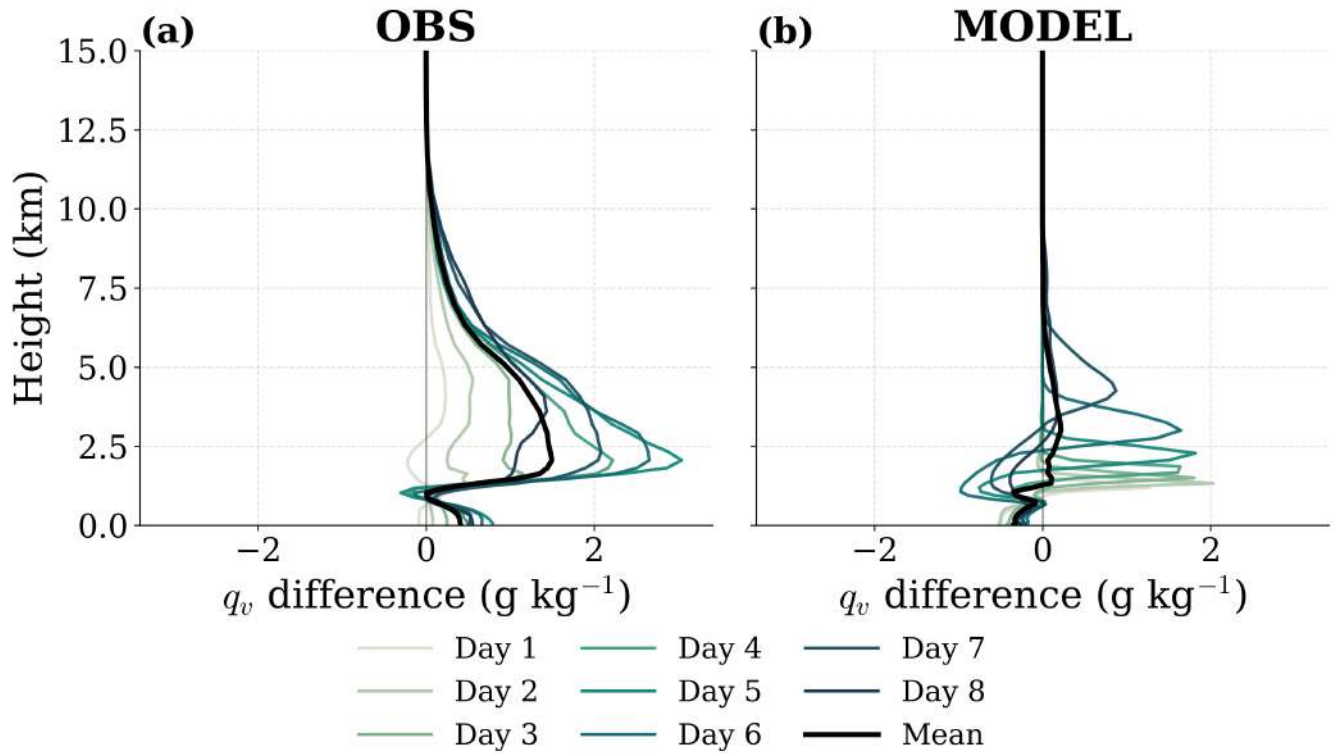 (a) OBS (b) MODEL
15.0
12.5
10.0
7.5
5.0
2.5
0.0
Height (km)
−2 0 2 −2 0 2
qv difference (g kg−1) qv difference (g kg−1)
Day 1 Day 4 Day 7
Day 2 Day 5 Day 8
Day 3 Day 6 Mean